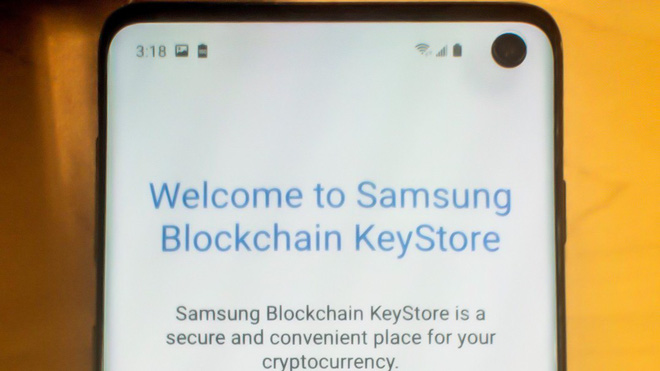 3:18
Welcome to Samsung
Blockchain KeyStore
Samsung Blockchain KeyStore is a
secure and convenient place for your
cryptocurrency.